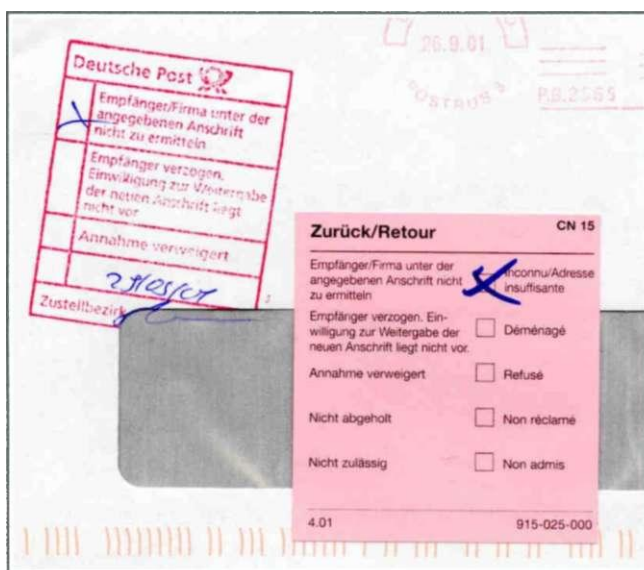 26.9.01
POSTBUS 3
P.B.2565
Deutsche Post
Empfänger/Firma unter der
angegebenen Anschrift
nicht zu ermitteln
Empfänger verzogen.
Einwilligung zur Weitergabe
der neuen Anschrift liegt
nicht vor
Annahme verweigert
Zustellbezirk
Zurück/Retour
CN 15
Empfänger/Firma unter der
angegebenen Anschrift nicht
zu ermitteln
Inconnu/Adresse
insuffisante
Empfänger verzogen. Ein-
willigung zur Weitergabe der
neuen Anschrift liegt nicht vor.
Déménagé
Annahme verweigert
Refusé
Nicht abgeholt
Non réclamé
Nicht zulässig
Non admis
4.01
915-025-000